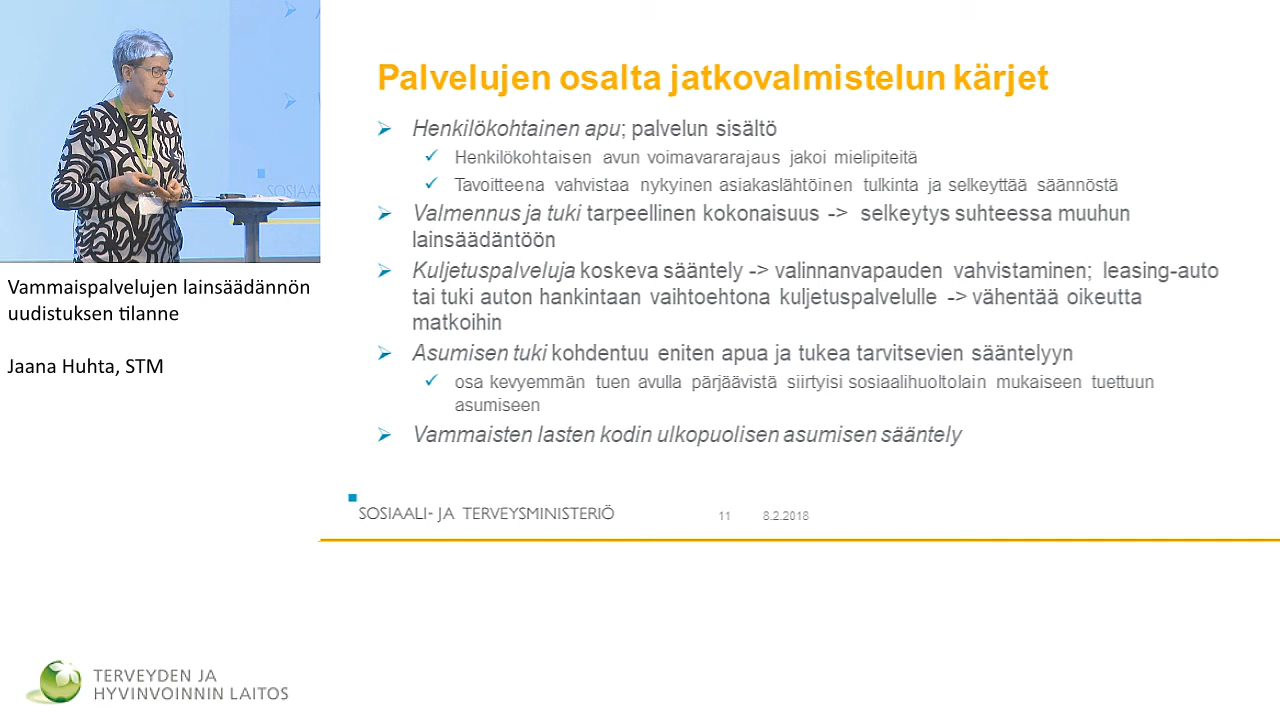 Palvelujen osalta jatkovalmistelun kärjet
Henkilökohtainen apu; palvelun sisältö
Henkilökohtaisen avun voimavararajaus jakoi mielipiteitä
Tavoitteena vahvistaa nykyinen asiakaslähtöinen tulkinta ja selkeyttää säännöstä
Valmennus ja tuki tarpeellinen kokonaisuus -> selkeytys suhteessa muuhun
lainsäädäntöön
Kuljetuspalveluja koskeva sääntely -> valinnanvapauden vahvistaminen; leasing-auto
tai tuki auton hankintaan vaihtoehtona kuljetuspalvelulle -> vähentää oikeutta
matkoihin
Asumisen tuki kohdentuu eniten apua ja tukea tarvitsevien sääntelyyn
osa kevyemmän tuen avulla pärjäävistä siirtyisi sosiaalihuoltolain mukaiseen tuettuun
asumiseen
Vammaisten lasten kodin ulkopuolisen asumisen sääntely
SOSIAALI- JA TERVEYSMINISTERIÖ
11 8.2.2018
Vammaispalvelujen lainsäädännön
uudistuksen tilanne
Jaana Huhta, STM
TERVEYDEN JA
HYVINVOINNIN LAITOS